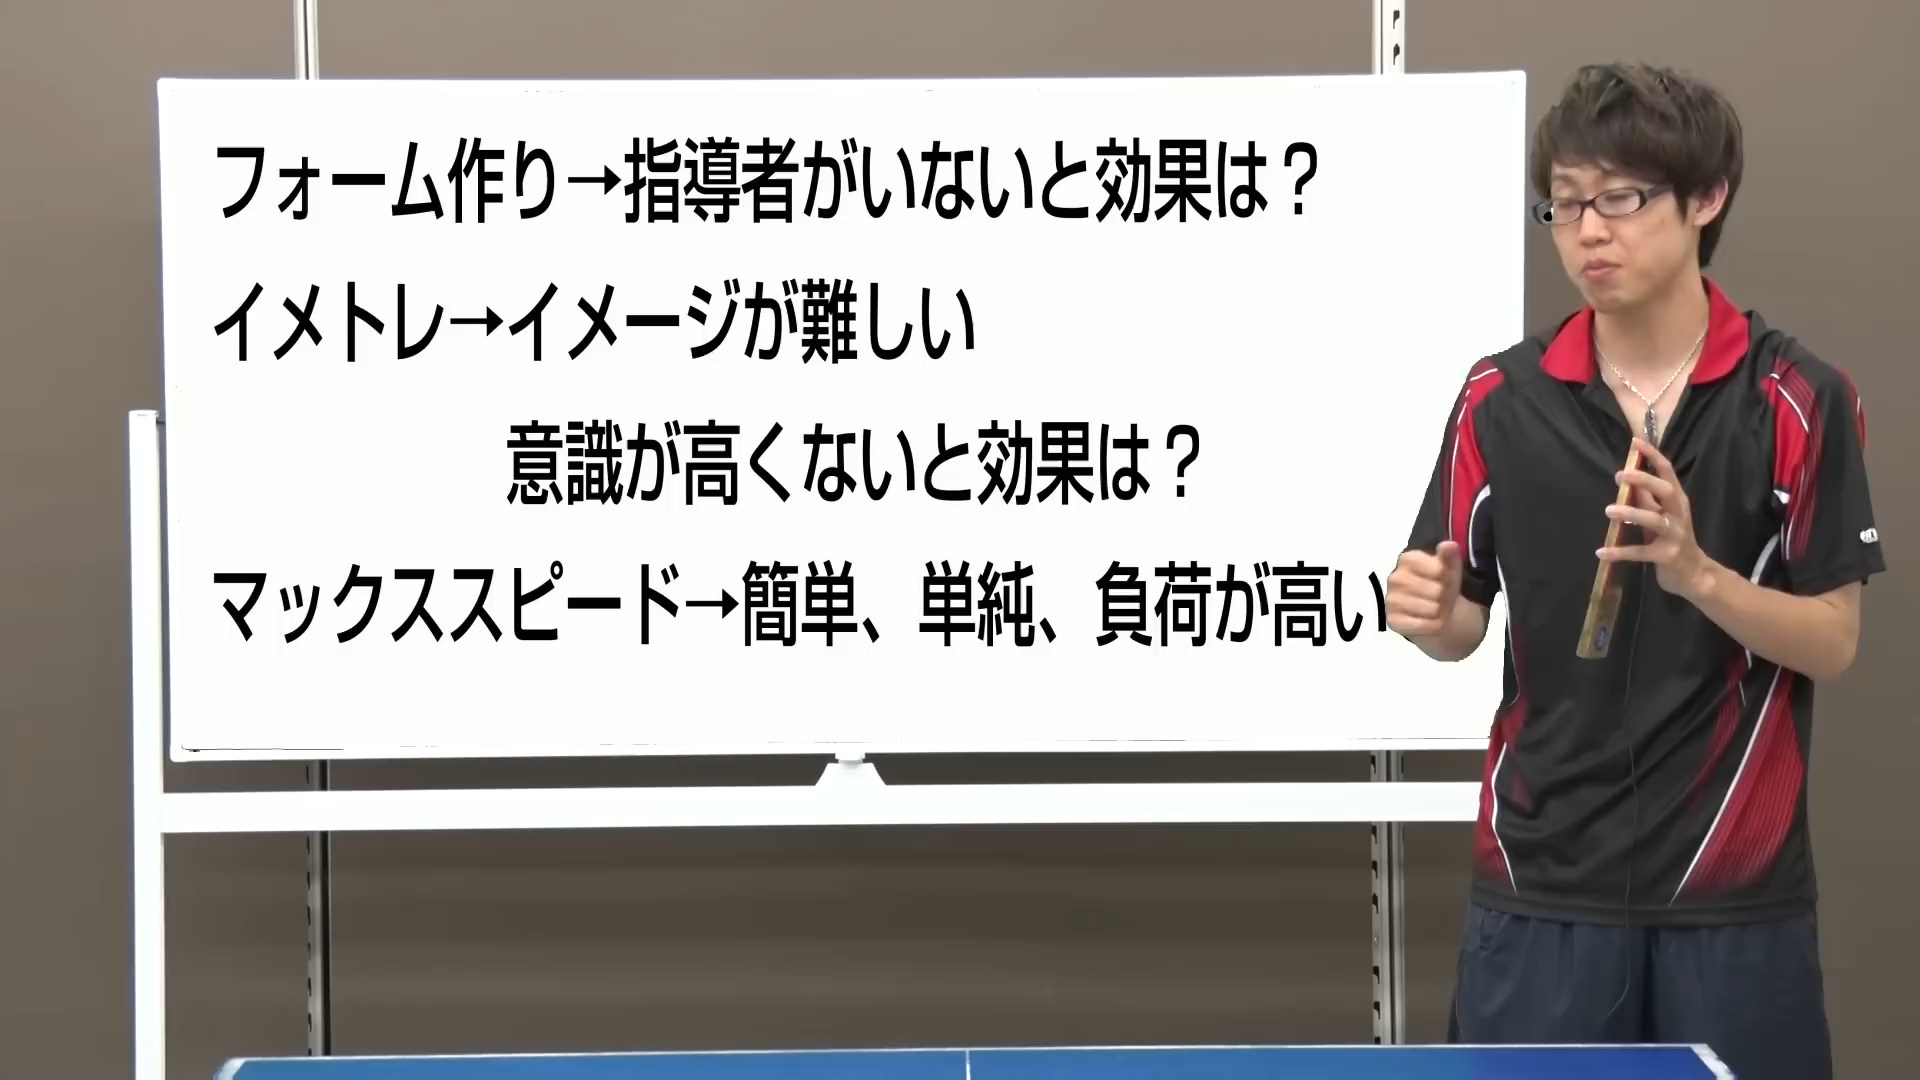 フォーム作り→指導者がいないと効果は？
イメトレ→イメージが難しい
意識が高くないと効果は？
マックススピード→簡単、単純、負荷が高い